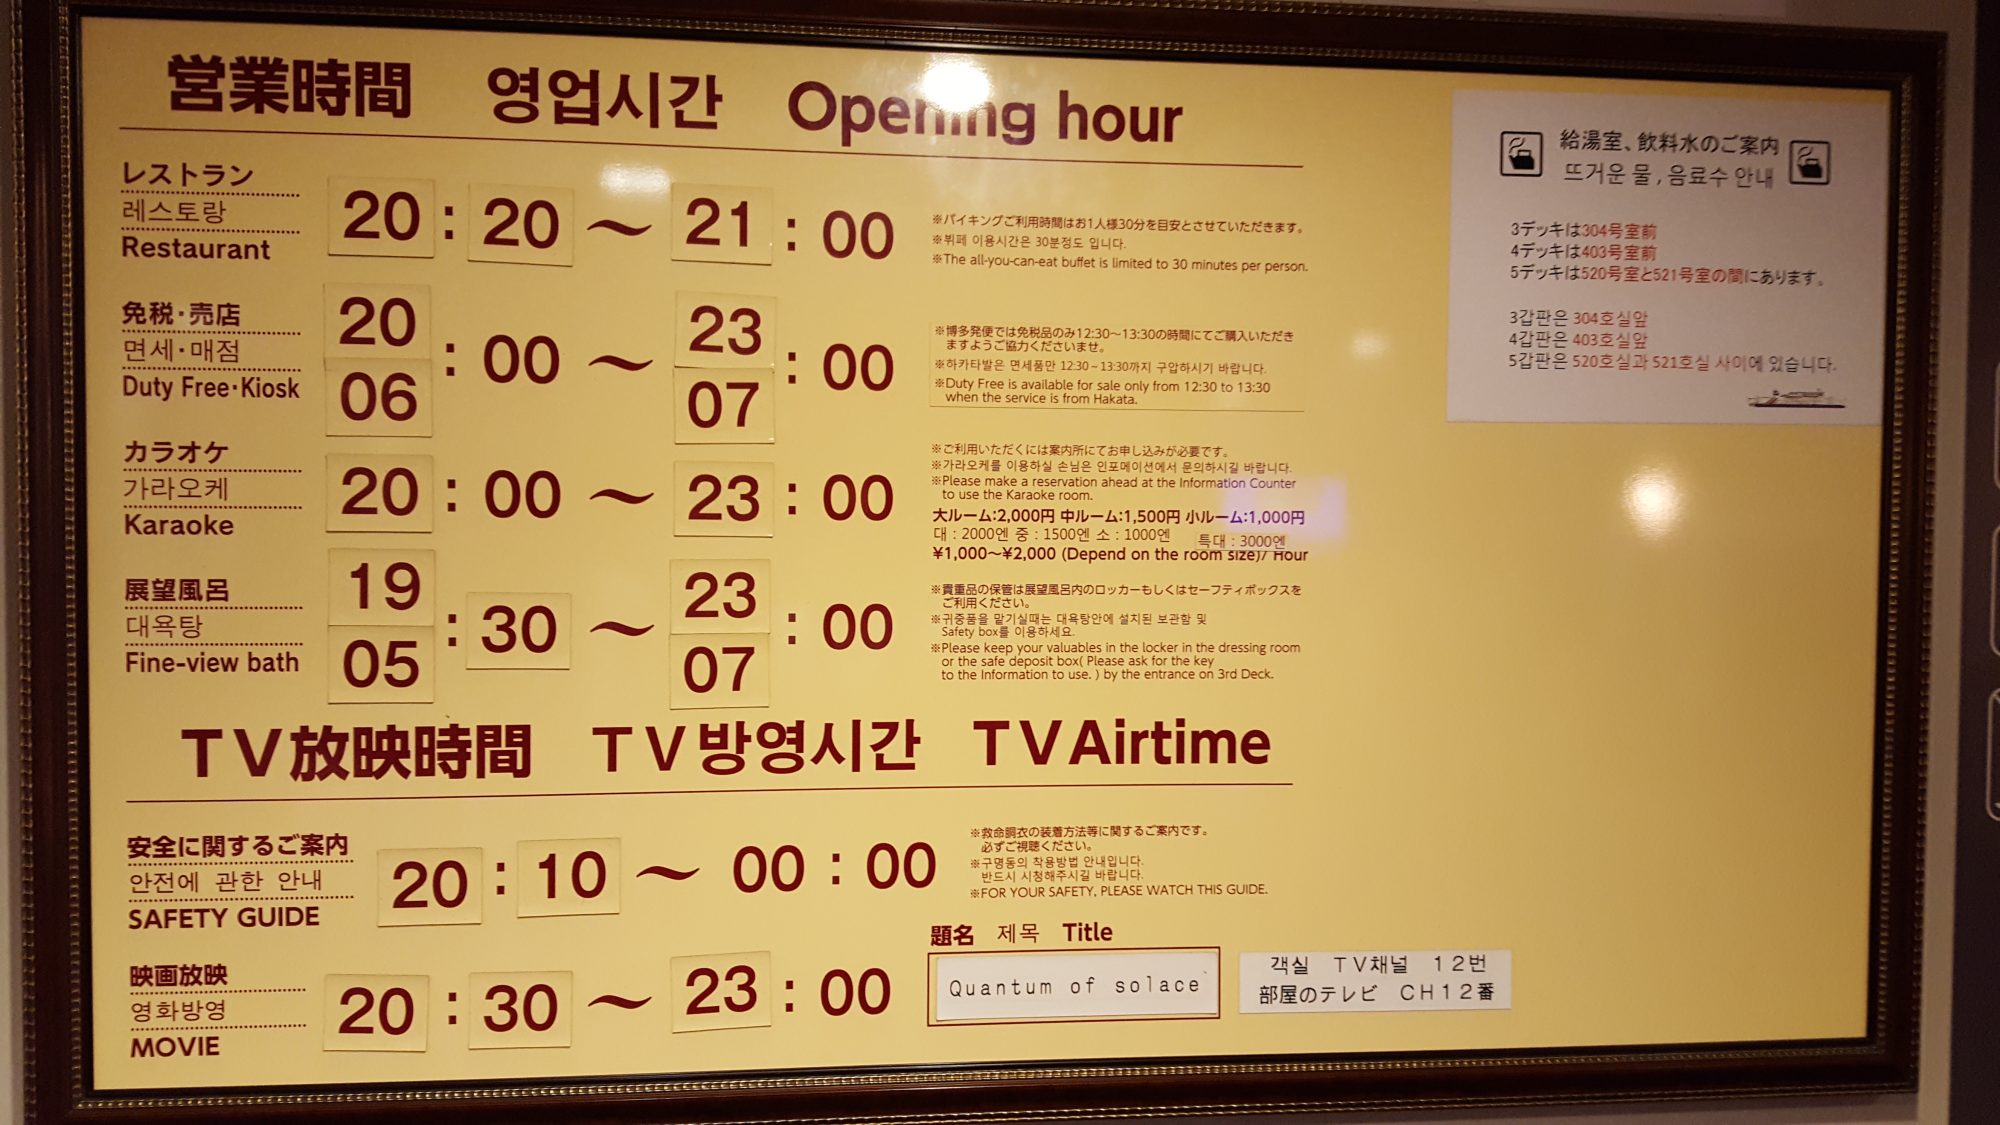 営業時間 영업시간 Opening hour
レストラン
레스토랑
Restaurant
20:20～21:00
※バイキングご利用時間はお1人様30分を目安とさせていただきます。
※뷔페 이용시간은 30분정도 입니다.
※The all-you-can-eat buffet is limited to 30 minutes per person.
免税･売店
면세･매점
Duty Free･Kiosk
20
06
:00～
23
07
:00
※博多発便では免税品のみ12:30～13:30の時間にてご購入いただき
ますようご協力くださいませ。
※하카타발은 면세품만 12:30~13:30까지 구압하시기 바랍니다.
※Duty Free is available for sale only from 12:30 to 13:30
when the service is from Hakata.
カラオケ
가라오케
Karaoke
20:00～23:00
※ご利用いただくには案内所にてお申し込みが必要です。
※가라오케를 이용하실 손님은 인포메이션에서 문의하시길 바랍니다.
※Please make a reservation ahead at the Information Counter
to use the Karaoke room.
大ルーム:2,000円 中ルーム:1,500円 小ルーム:1,000円
대 : 2000엔 중 : 1500엔 소 : 1000엔 특대 : 3000엔
¥1,000～¥2,000 (Depend on the room size)/ Hour
展望風呂
대욕탕
Fine-view bath
19
05
:30～
23
07
:00
※貴重品の保管は展望風呂内のロッカーもしくはセーフティボックスを
ご利用ください。
※귀중품을 맡기실때는 대욕탕안에 설치된 보관함 및
Safety box를 이용하세요.
※Please keep your valuables in the locker in the dressing room
or the safe deposit box( Please ask for the key
to the Information to use. ) by the entrance on 3rd Deck.
TV放映時間 TV방영시간 TVAirtime
安全に関するご案内
안전에 관한 안내
SAFETY GUIDE
20:10～00:00
※救命胴衣の装着方法等に関するご案内です。
必ずご視聴ください。
※구명동의 착용방법 안내입니다.
반드시 시청해주시길 바랍니다.
※FOR YOUR SAFETY, PLEASE WATCH THIS GUIDE.
映画放映
영화방영
MOVIE
20:30～23:00
題名 제목 Title
Quantum of solace
객실 TV채널 12번
部屋のテレビ CH12番
給湯室、飲料水のご案内
뜨거운 물 , 음료수 안내
3デッキは304号室前
4デッキは403号室前
5デッキは520号室と521号室の間にあります。
3갑판은 304호실앞
4갑판은 403호실앞
5갑판은 520호실과 521호실 사이에 있습니다.